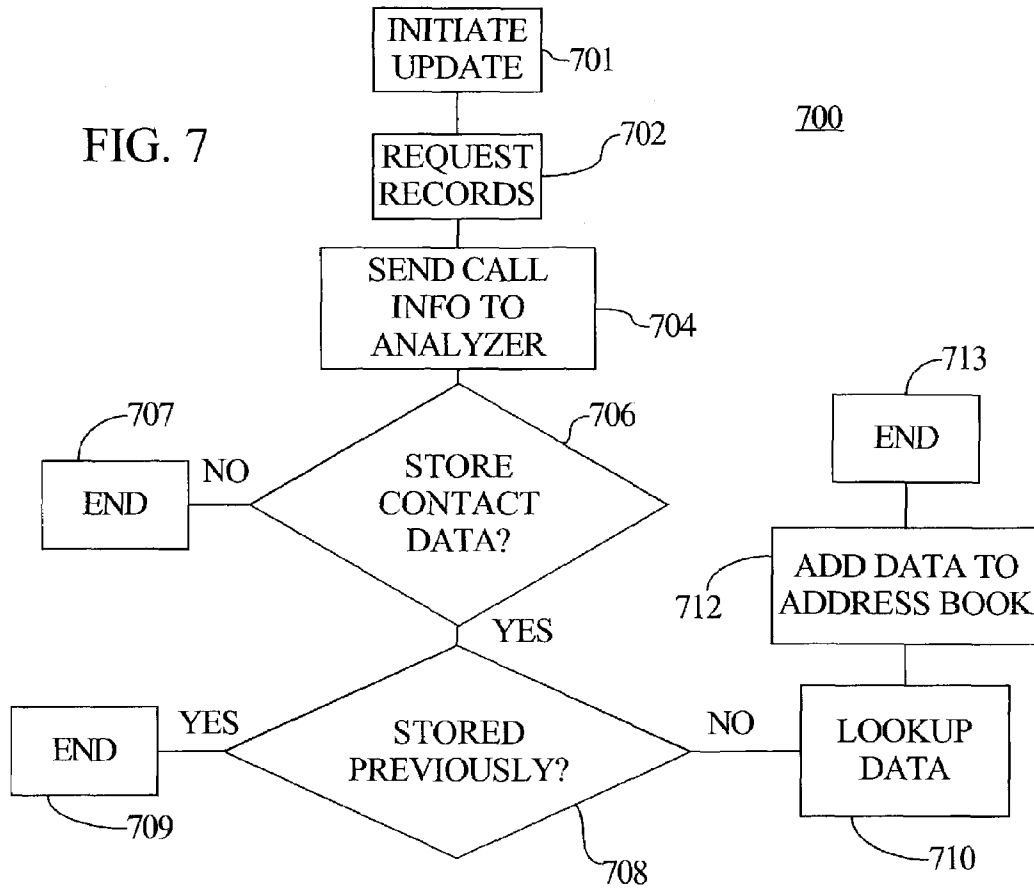 INITIATE
UPDATE
701
FIG. 7
700
702
REQUEST
RECORDS
SEND CALL
INFO TO
ANALYZER
704
713
END
707
706
NO
END
STORE
CONTACT
DATA?
ADD DATA TO
ADDRESS BOOK
712
YES
YES
END
STORED
PREVIOUSLY?
NO
LOOKUP
DATA
709
708
710